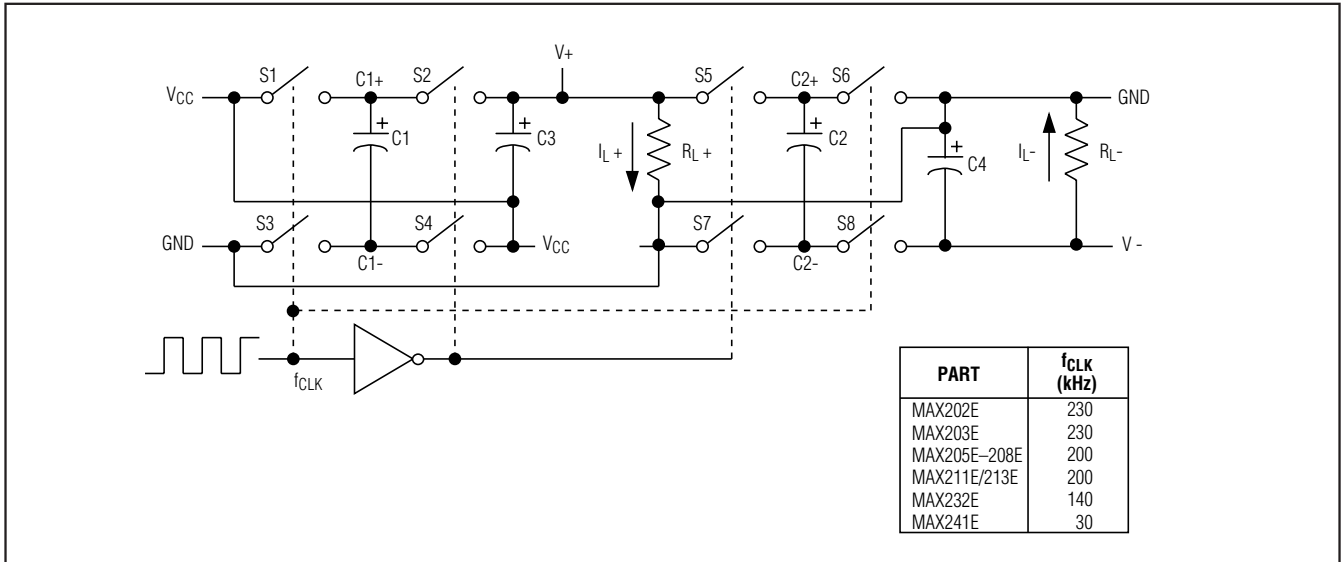 V+
S1
C1+
S2
S5
C2+
S6
VCC
GND
+
C1
+
C3
IL +
RL +
+
C2
+
C4
IL-
RL-
S3
S4
S7
S8
GND
C1-
VCC
C2-
V -
fCLK
PART fCLK (kHz)
MAX202E 230
MAX203E 230
MAX205E–208E 200
MAX211E/213E 200
MAX232E 140
MAX241E 30